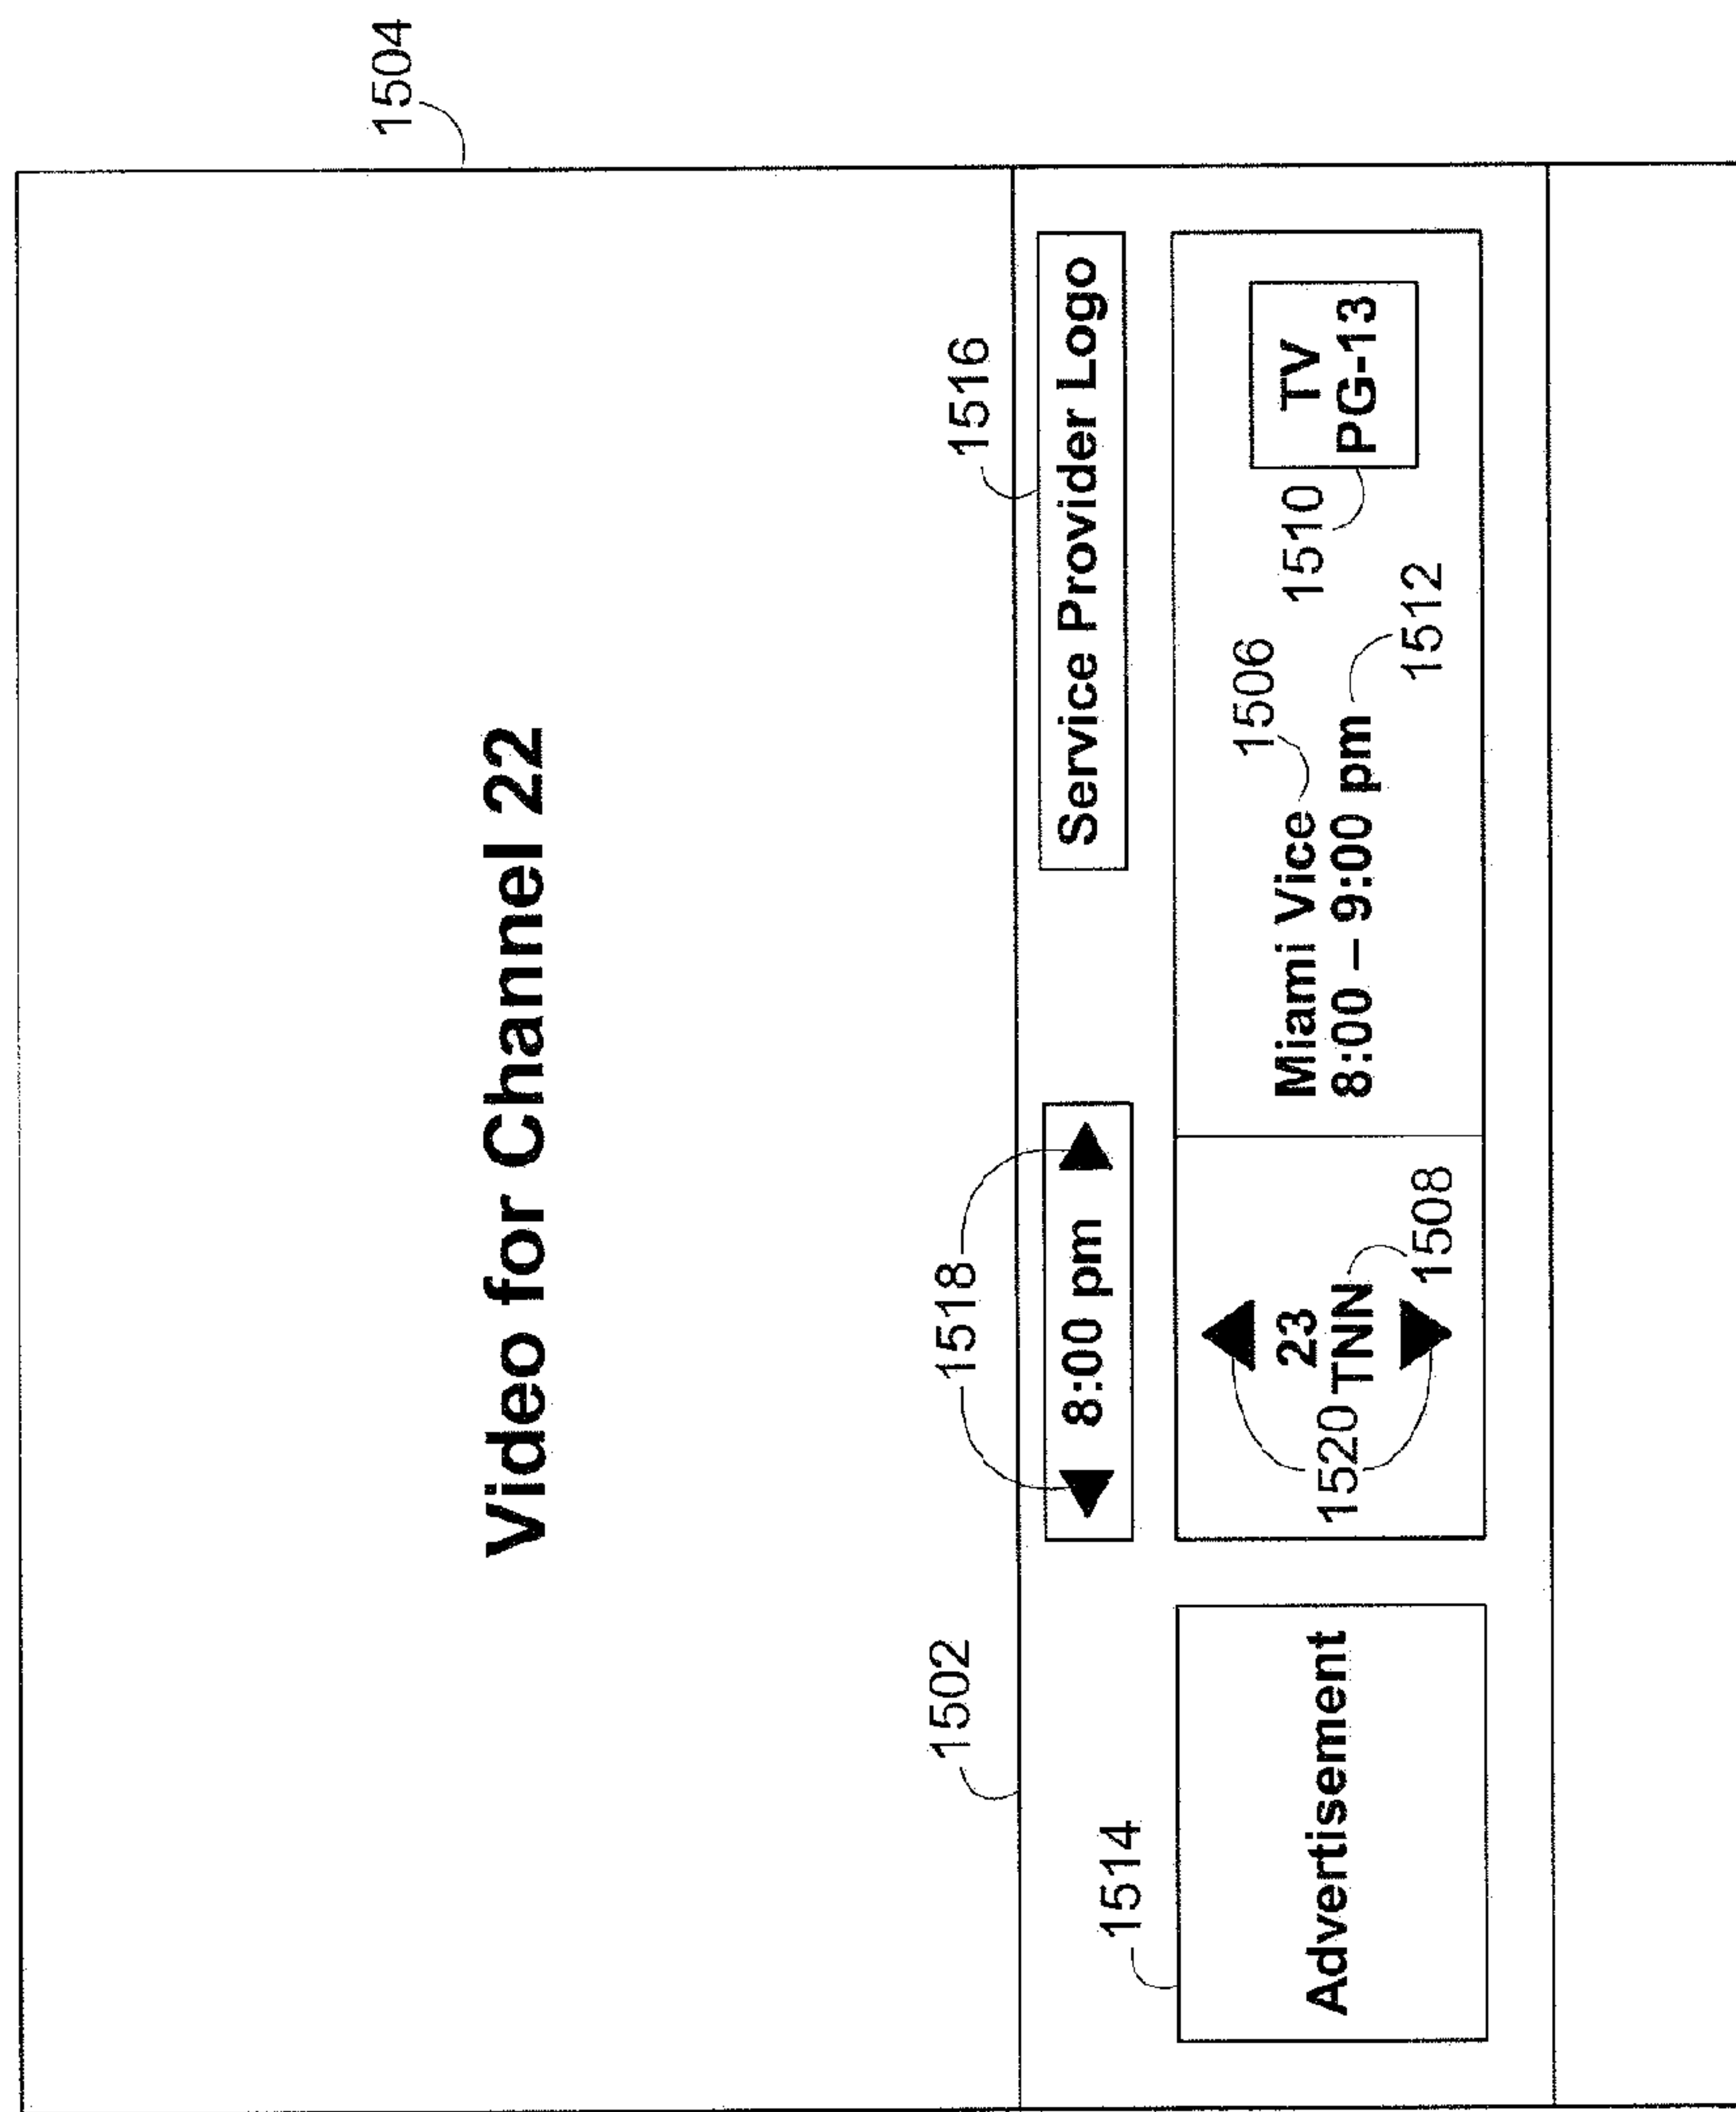 1504
Video for Channel 22
1502
1518
1516
8:00 pm
Service Provider Logo
1514
Advertisement
23
1520 TNN
1508
Miami Vice
1506
8:00 – 9:00 pm
1512
1510
TV
PG-13